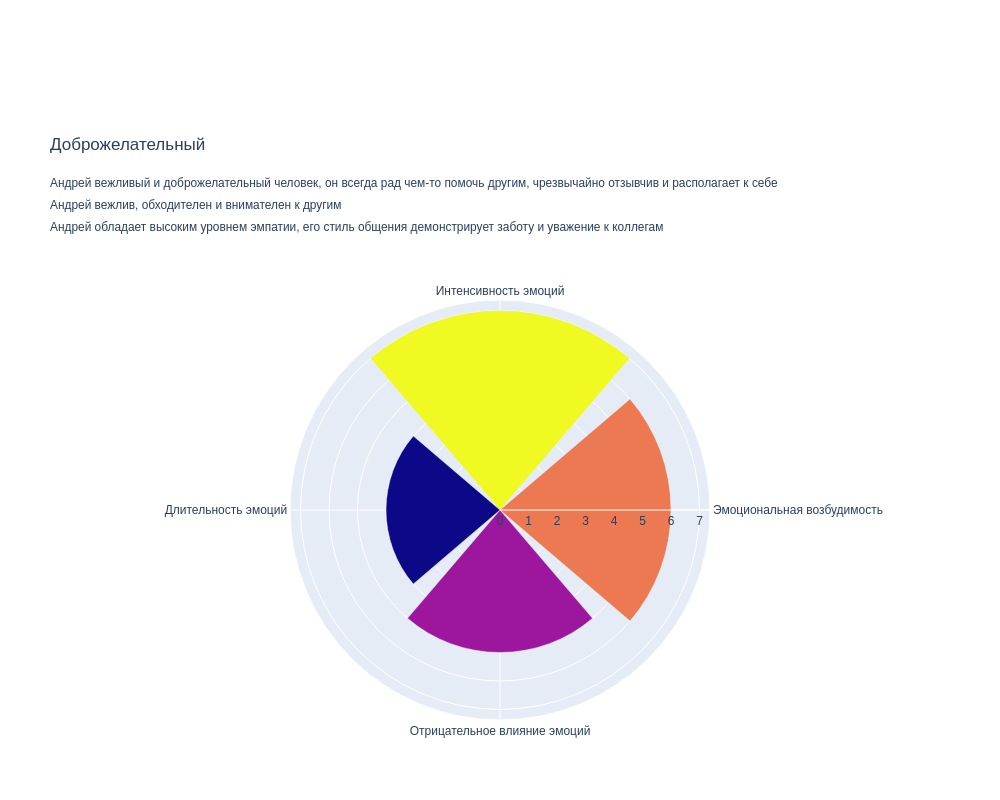 Доброжелательный
Андрей вежливый и доброжелательный человек, он всегда рад чем-то помочь другим, чрезвычайно отзывчив и располагает к себе
Андрей вежлив, обходителен и внимателен к другим
Андрей обладает высоким уровнем эмпатии, его стиль общения демонстрирует заботу и уважение к коллегам
Интенсивность эмоций
Длительность эмоций
Эмоциональная возбудимость
0 1 2 3 4 5 6 7
Отрицательное влияние эмоций